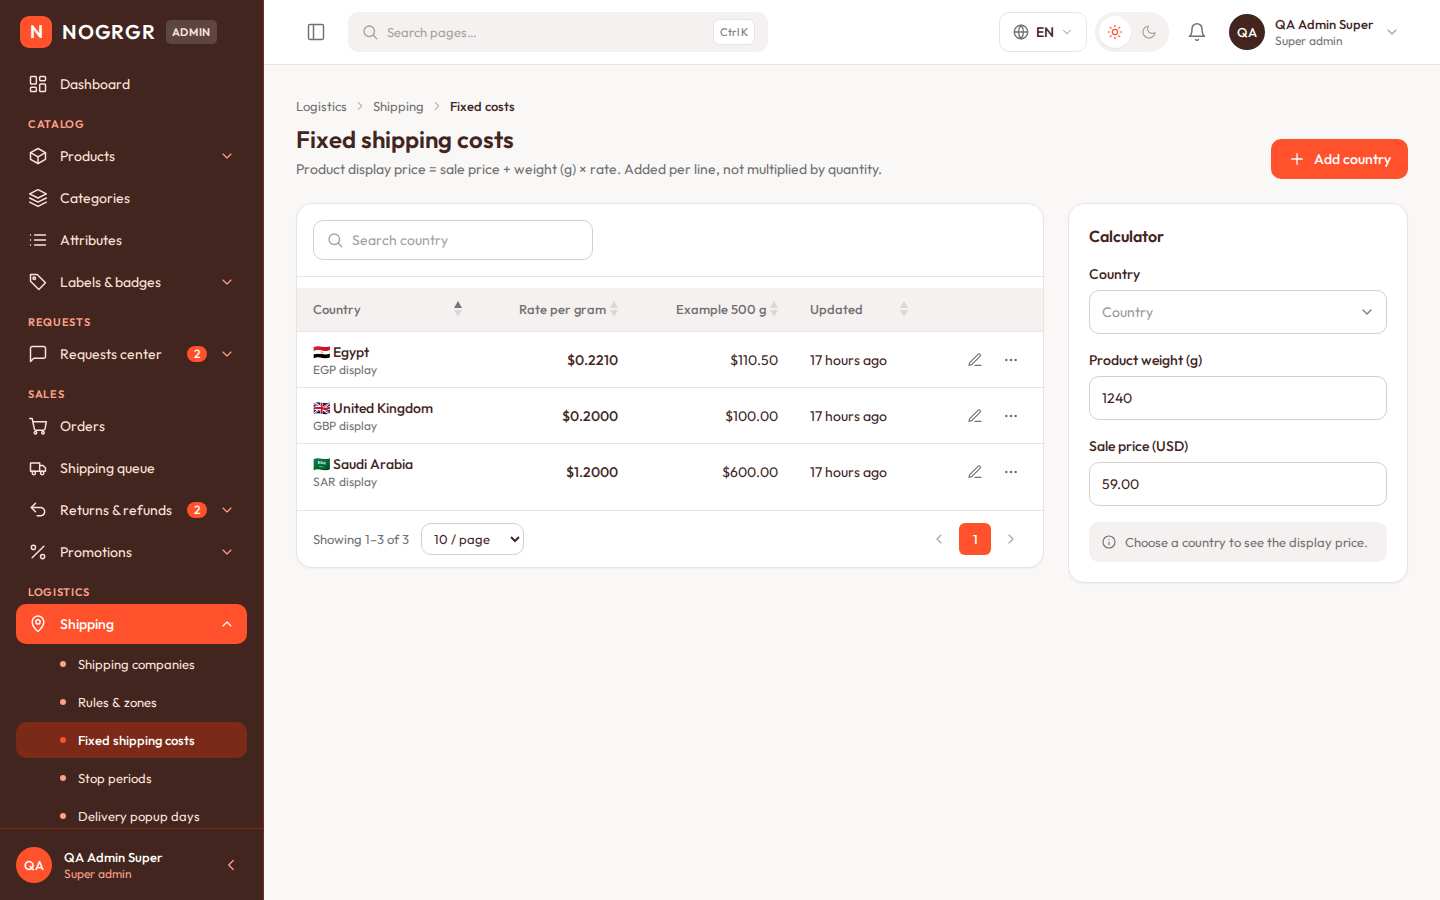 N NOGRGR ADMIN
Dashboard
CATALOG
Products
Categories
Attributes
Labels & badges
REQUESTS
Requests center 2
SALES
Orders
Shipping queue
Returns & refunds 2
Promotions
LOGISTICS
Shipping
Shipping companies
Rules & zones
Fixed shipping costs
Stop periods
Delivery popup days
QA QA Admin Super
Super admin
Search pages... Ctrl K
EN
QA QA Admin Super
Super admin
Logistics > Shipping > Fixed costs
Fixed shipping costs
Product display price = sale price + weight (g) × rate. Added per line, not multiplied by quantity.
+ Add country
Search country
Country Rate per gram Example 500 g Updated
Egypt $0.2210 $110.50 17 hours ago
EGP display
United Kingdom $0.2000 $100.00 17 hours ago
GBP display
Saudi Arabia $1.2000 $600.00 17 hours ago
SAR display
Showing 1–3 of 3 10 / page 1
Calculator
Country
Country
Product weight (g)
1240
Sale price (USD)
59.00
Choose a country to see the display price.